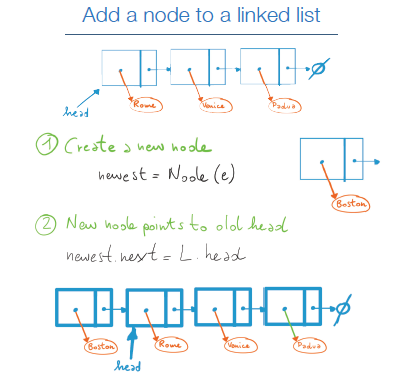 Add a node to a linked list
head
Rome
Venice
Padua
∅
1 Create a new node
newest = Node (e)
Boston
2 New node points to old head
newest.next = L.head
∅
Boston
Rome
Venice
Padua
head